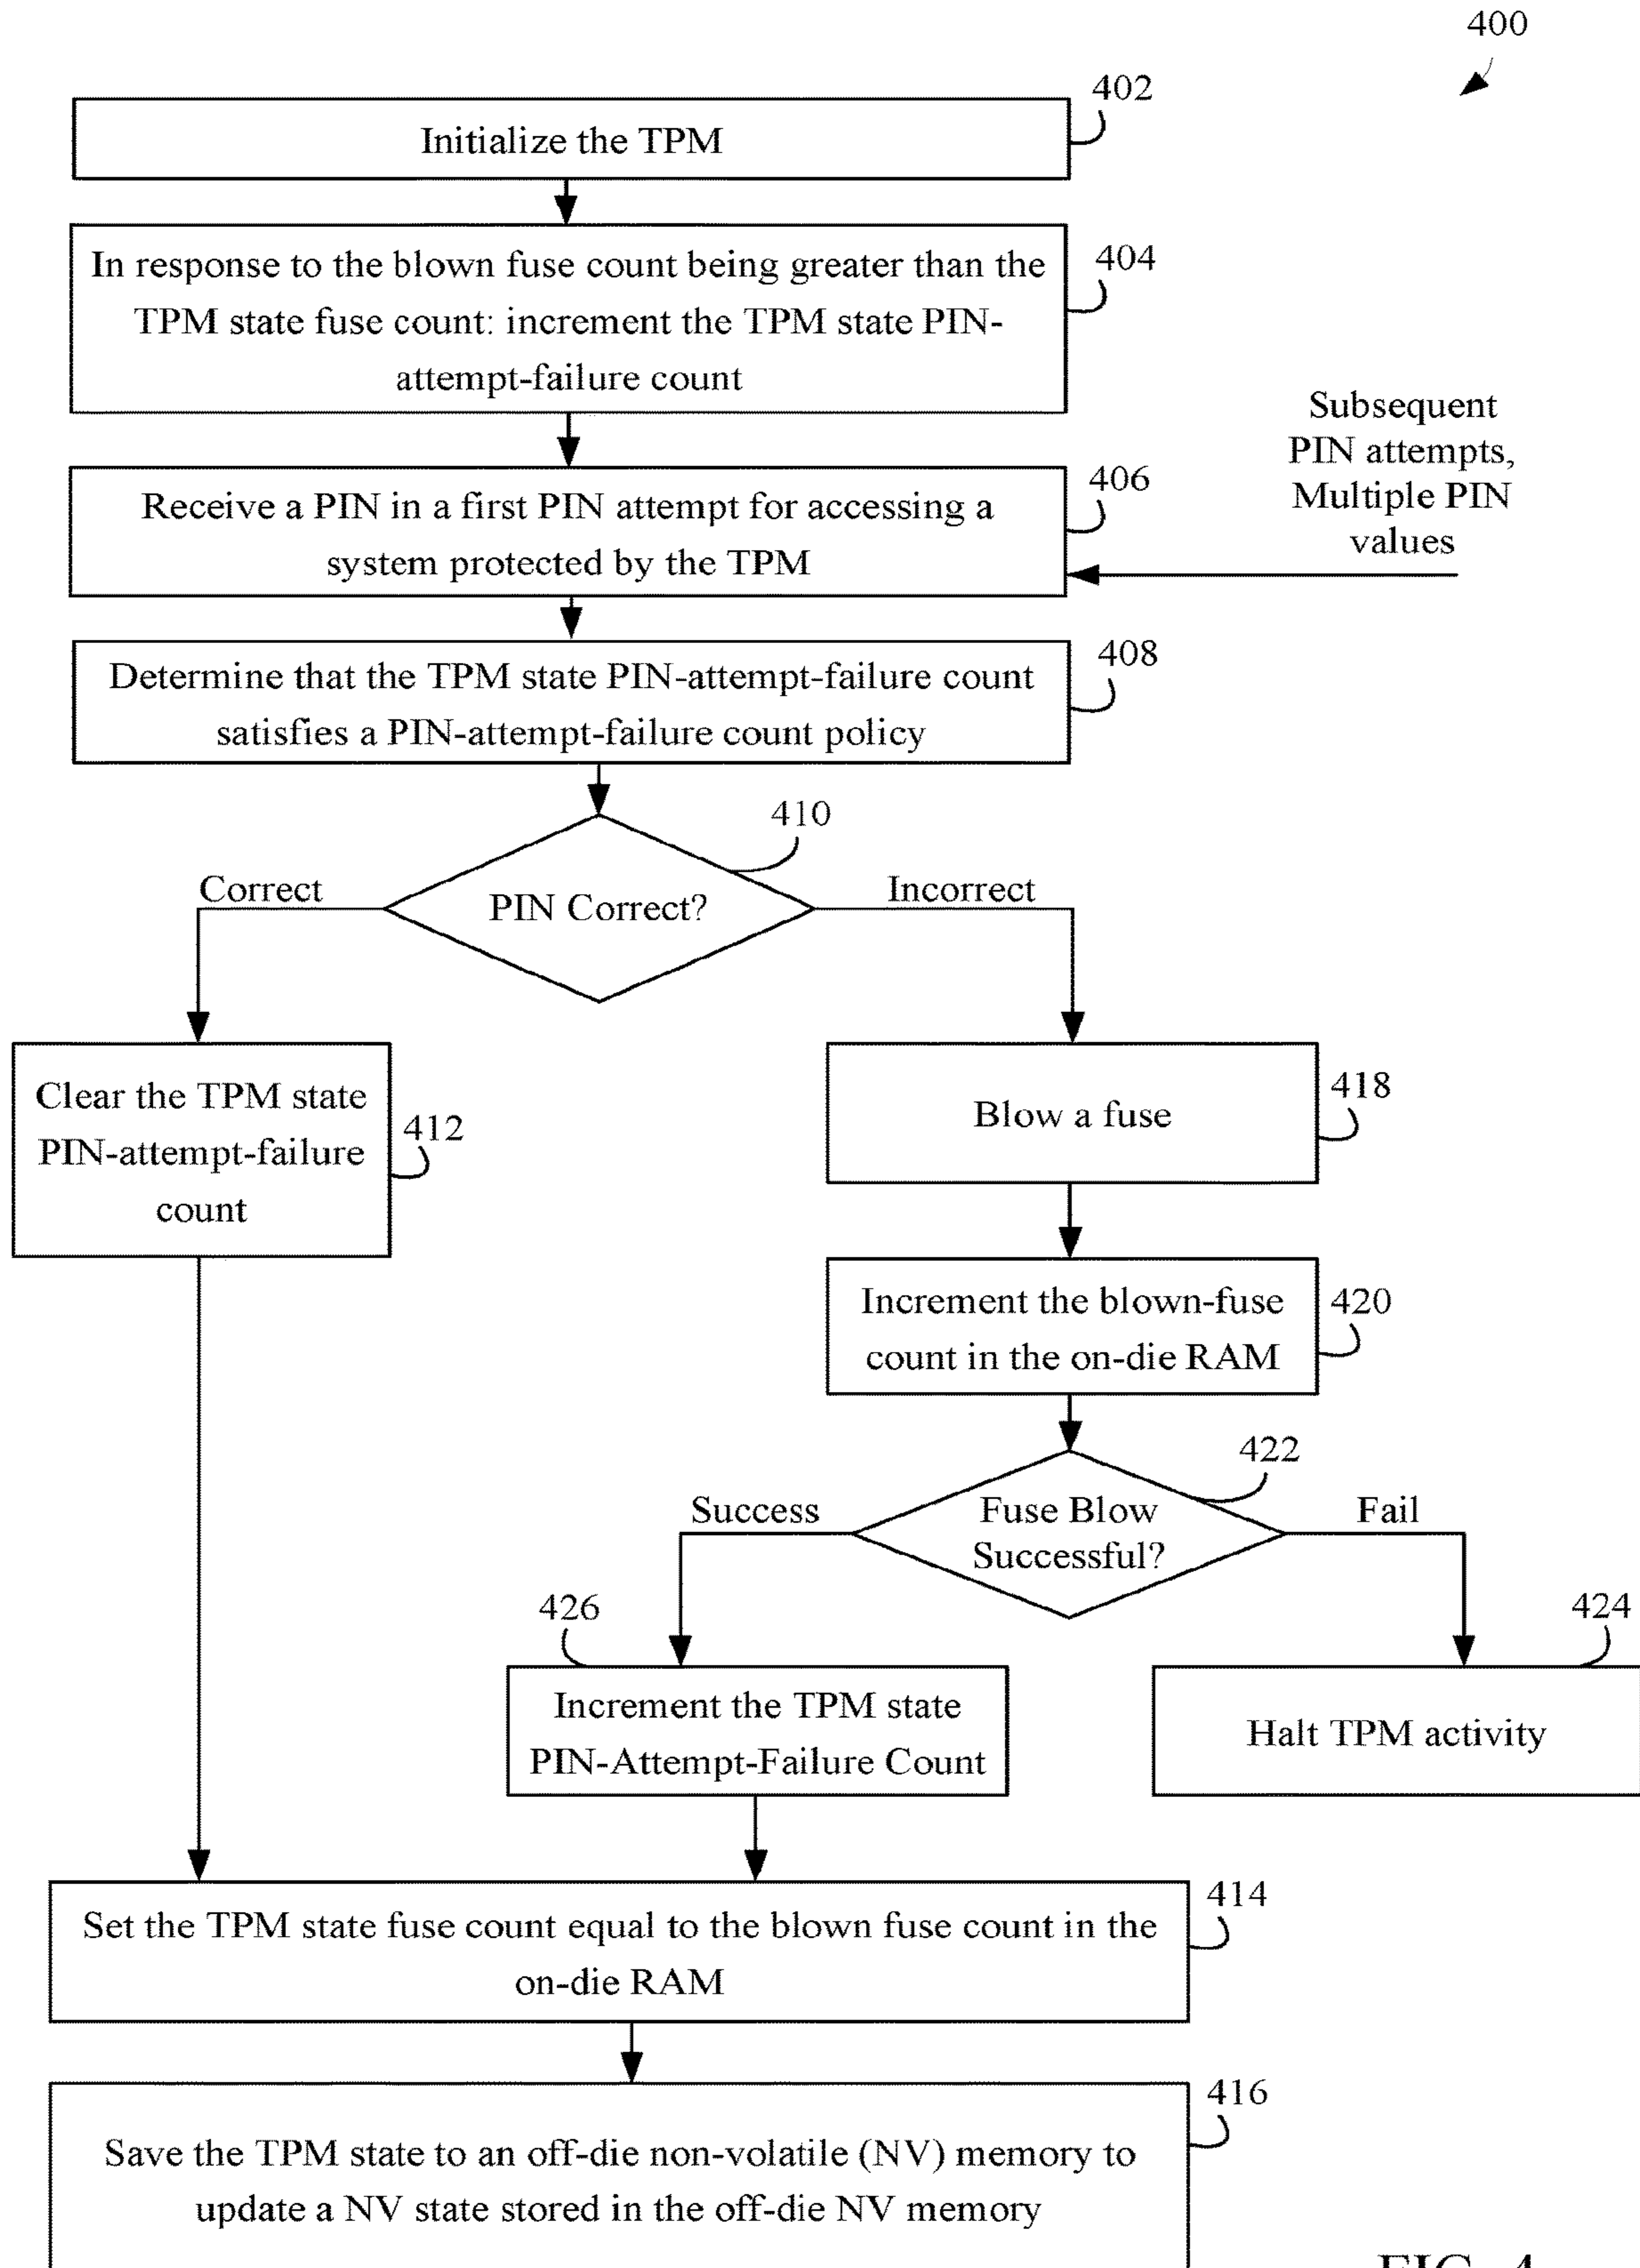 400
402
Initialize the TPM
404
In response to the blown fuse count being greater than the
TPM state fuse count: increment the TPM state PIN-
attempt-failure count
Subsequent
PIN attempts,
Multiple PIN
values
406
Receive a PIN in a first PIN attempt for accessing a
system protected by the TPM
408
Determine that the TPM state PIN-attempt-failure count
satisfies a PIN-attempt-failure count policy
410
Correct
PIN Correct?
Incorrect
Clear the TPM state
PIN-attempt-failure
count
412
Blow a fuse
418
Increment the blown-fuse
count in the on-die RAM
420
422
Success
Fuse Blow
Successful?
Fail
426
424
Increment the TPM state
PIN-Attempt-Failure Count
Halt TPM activity
414
Set the TPM state fuse count equal to the blown fuse count in the
on-die RAM
416
Save the TPM state to an off-die non-volatile (NV) memory to
update a NV state stored in the off-die NV memory
FIG. 4